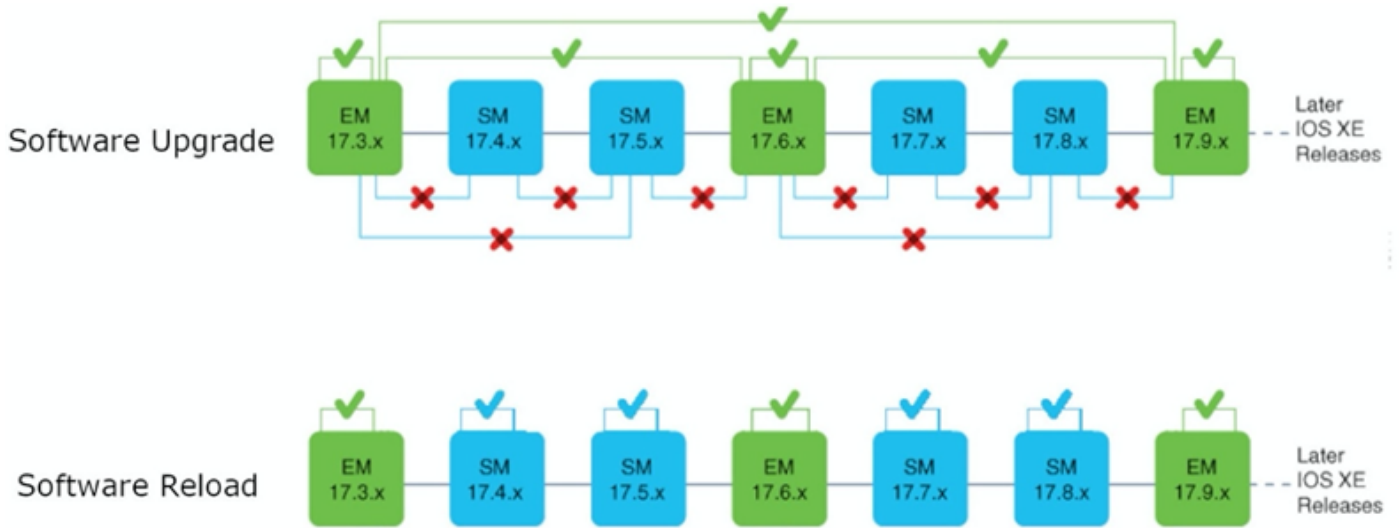 Software Upgrade
EM
17.3.x
SM
17.4.x
SM
17.5.x
EM
17.6.x
SM
17.7.x
SM
17.8.x
EM
17.9.x
Later
IOS XE
Releases
Software Reload
EM
17.3.x
SM
17.4.x
SM
17.5.x
EM
17.6.x
SM
17.7.x
SM
17.8.x
EM
17.9.x
Later
IOS XE
Releases